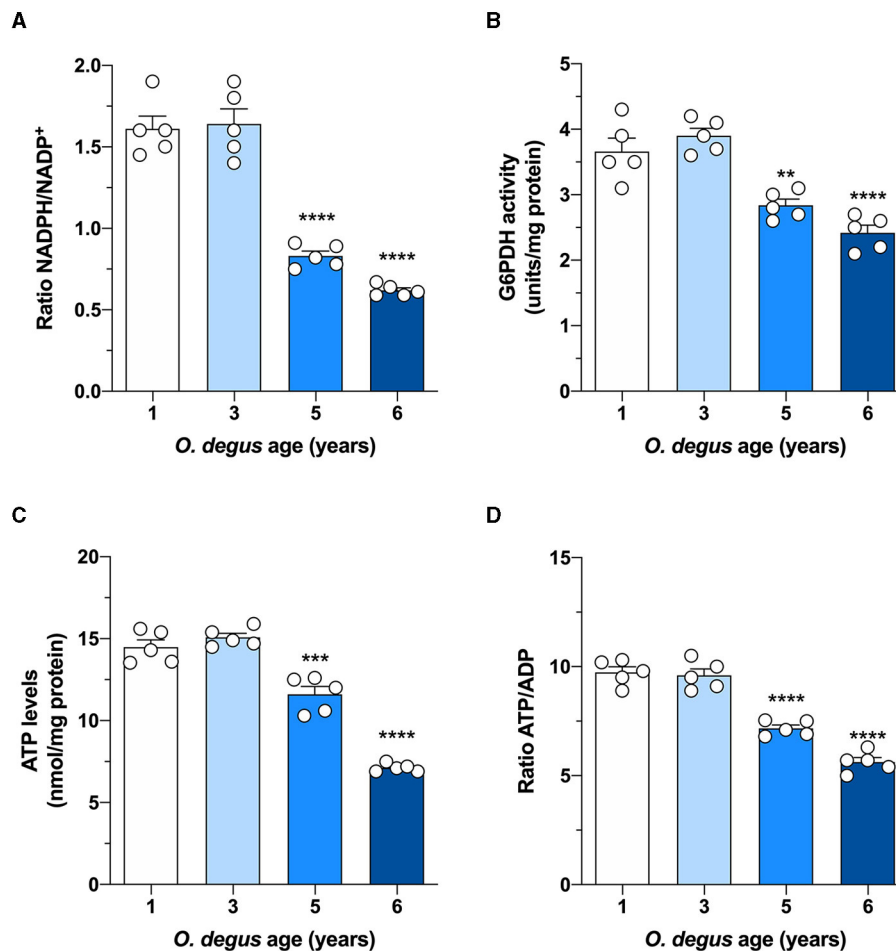 A
Ratio NADPH/NADP⁺
2.0
1.5
1.0
0.5
0.0
****
****
1 3 5 6
O. degus age (years)
B
G6PDH activity
(units/mg protein)
5
4
3
2
1
0
**
****
1 3 5 6
O. degus age (years)
C
ATP levels
(nmol/mg protein)
20
15
10
5
0
***
****
1 3 5 6
O. degus age (years)
D
Ratio ATP/ADP
15
10
5
0
****
****
1 3 5 6
O. degus age (years)